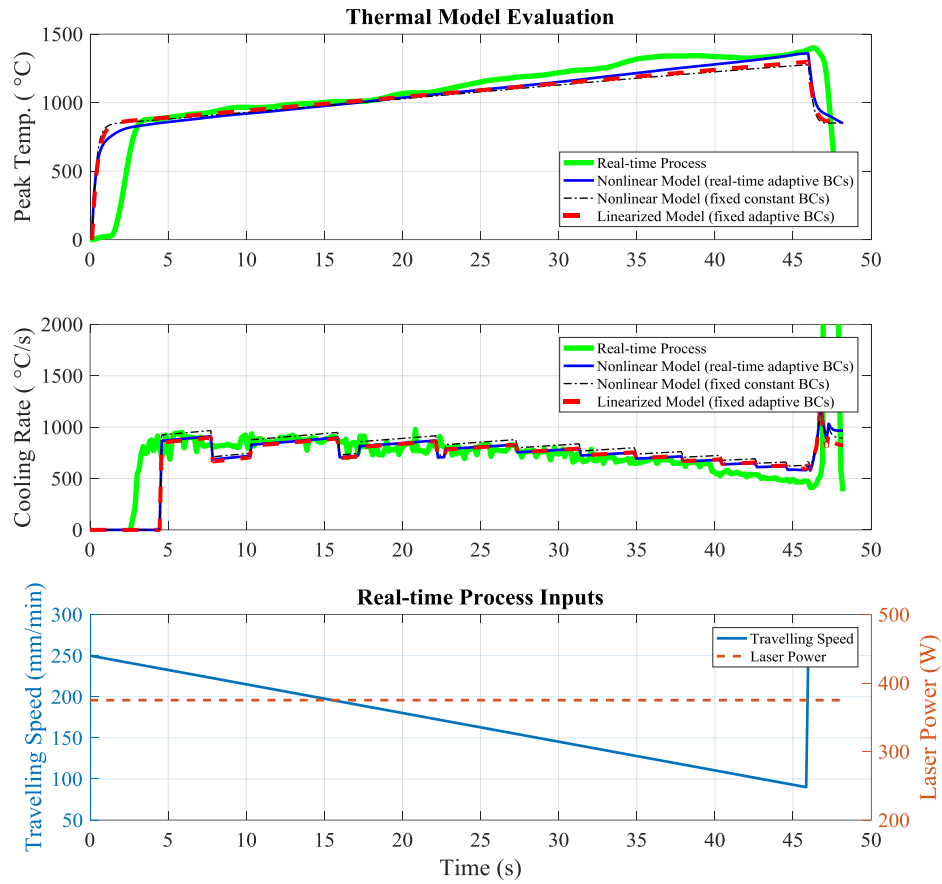 Thermal Model Evaluation
Peak Temp. ( °C)
1500
1000
500
0
Real-time Process
Nonlinear Model (real-time adaptive BCs)
Nonlinear Model (fixed constant BCs)
Linearized Model (fixed adaptive BCs)
0 5 10 15 20 25 30 35 40 45 50
Cooling Rate ( °C/s)
2000
1500
1000
500
0
Real-time Process
Nonlinear Model (real-time adaptive BCs)
Nonlinear Model (fixed constant BCs)
Linearized Model (fixed adaptive BCs)
0 5 10 15 20 25 30 35 40 45 50
Real-time Process Inputs
Travelling Speed (mm/min)
300
250
200
150
100
50
Travelling Speed
Laser Power
500
400
300
200
Laser Power (W)
0 5 10 15 20 25 30 35 40 45 50
Time (s)